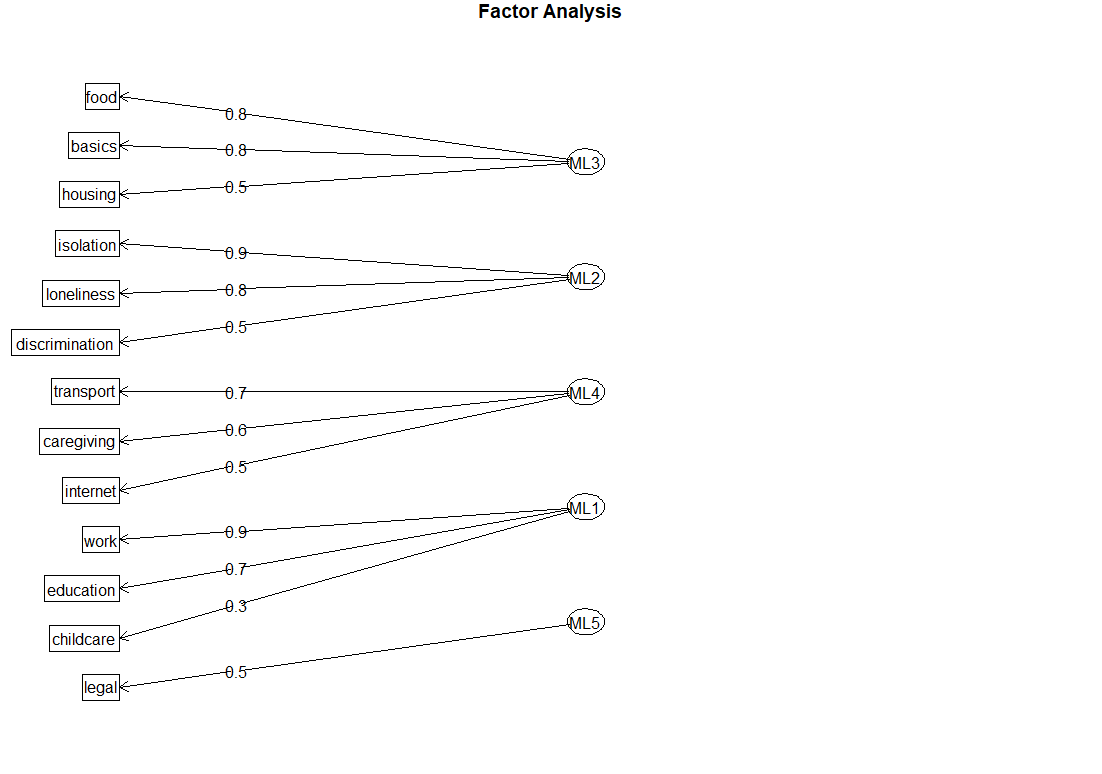 Factor Analysis
food
0.8
basics
0.8
ML3
housing
0.5
isolation
0.9
loneliness
0.8
ML2
discrimination
0.5
transport
0.7
ML4
caregiving
0.6
internet
0.5
work
0.9
ML1
education
0.7
childcare
0.3
ML5
legal
0.5